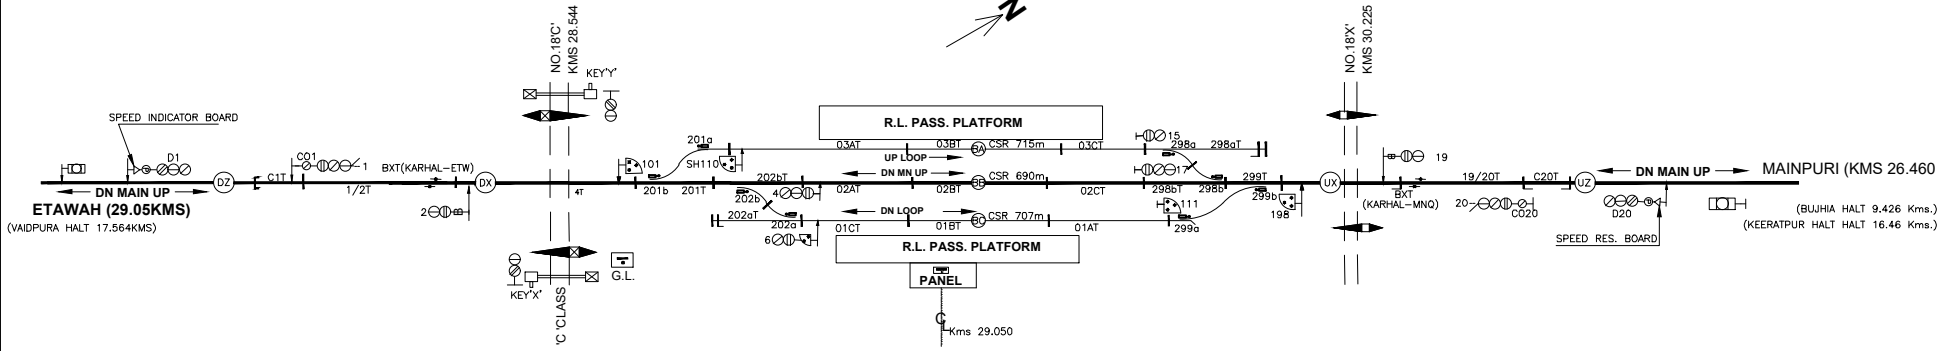 N
NO.18'C'
KMS 28.544
NO.18'X'
KMS 30.225
KEY'Y'
SPEED INDICATOR BOARD
R.L. PASS. PLATFORM
D1
C01
1
BXT(KARHAL-ETW)
101
201a
SH110
03AT
03BT
BA
CSR 715m
03CT
15
298a
298aT
UP LOOP
19
MAINPURI (KMS 26.460
DN MAIN UP
DZ
C1T
1/2T
DX
4T
201b
201T
202bT
DN MN UP
02AT
02BT
BB
CSR 690m
02CT
17
298bT
298b
299T
UX
19/20T
C20T
UZ
DN MAIN UP
ETAWAH (29.05KMS)
(VAIDPURA HALT 17.564KMS)
2
202b
4
202aT
202a
DN LOOP
01CT
01BT
BC
CSR 707m
01AT
111
299a
299b
198
BXT
(KARHAL-MNQ)
20
CO20
D20
(BUJHIA HALT 9.426 Kms.)
(KEERATPUR HALT HALT 16.46 Kms.)
6
R.L. PASS. PLATFORM
SPEED RES. BOARD
G.L.
KEY'X'
PANEL
'C'CLASS
CL
Kms 29.050